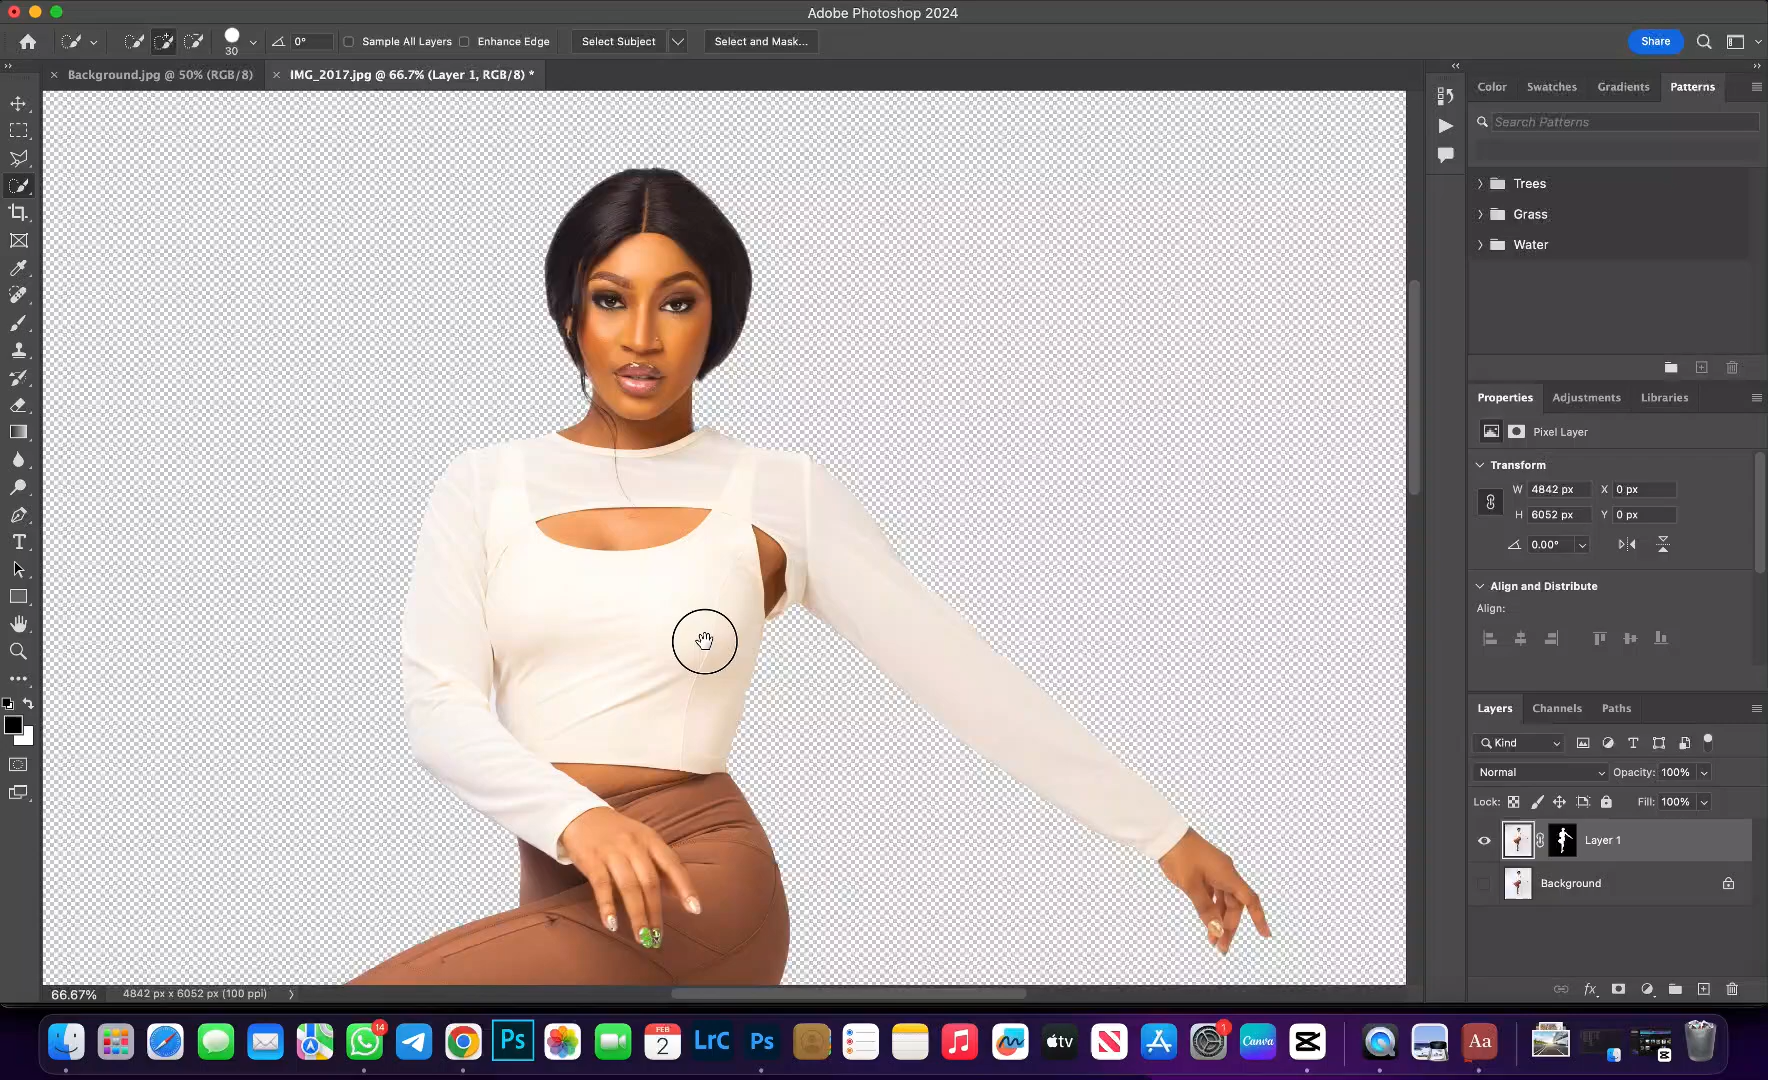 Adobe Photoshop 2024
30
0°
Sample All Layers
Enhance Edge
Select Subject
Select and Mask...
Share
Background.jpg @ 50% (RGB/8)
IMG_2017.jpg @ 66.7% (Layer 1, RGB/8) *
Color
Swatches
Gradients
Patterns
Search Patterns
Trees
Grass
Water
Properties
Adjustments
Libraries
Pixel Layer
Transform
W 4842 px X 0 px
H 6052 px Y 0 px
0.00°
Align and Distribute
Align:
Layers
Channels
Paths
Kind
Normal
Opacity: 100%
Lock:
Fill: 100%
Layer 1
Background
fx
66.67%
4842 px x 6052 px (100 ppi)
14
Ps
FEB
2
LrC
Ps
tv
N
1
Canva
Aa